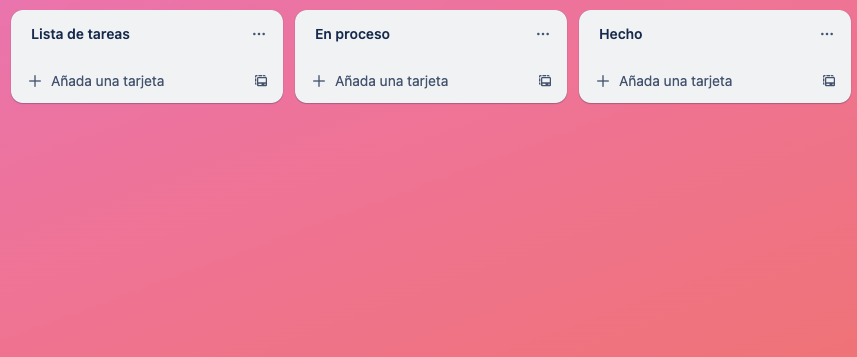 Lista de tareas
En proceso
Hecho
Añada una tarjeta
Añada una tarjeta
Añada una tarjeta